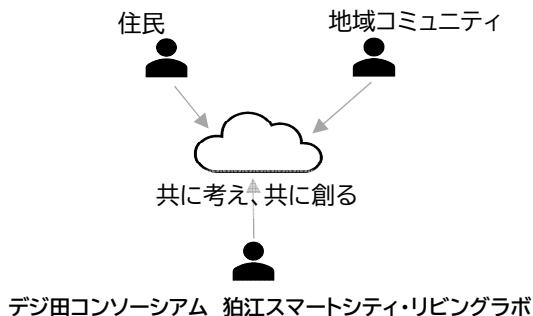 住民
地域コミュニティ
共に考え、共に創る
デジ田コンソーシアム 狛江スマートシティ・リビングラボ